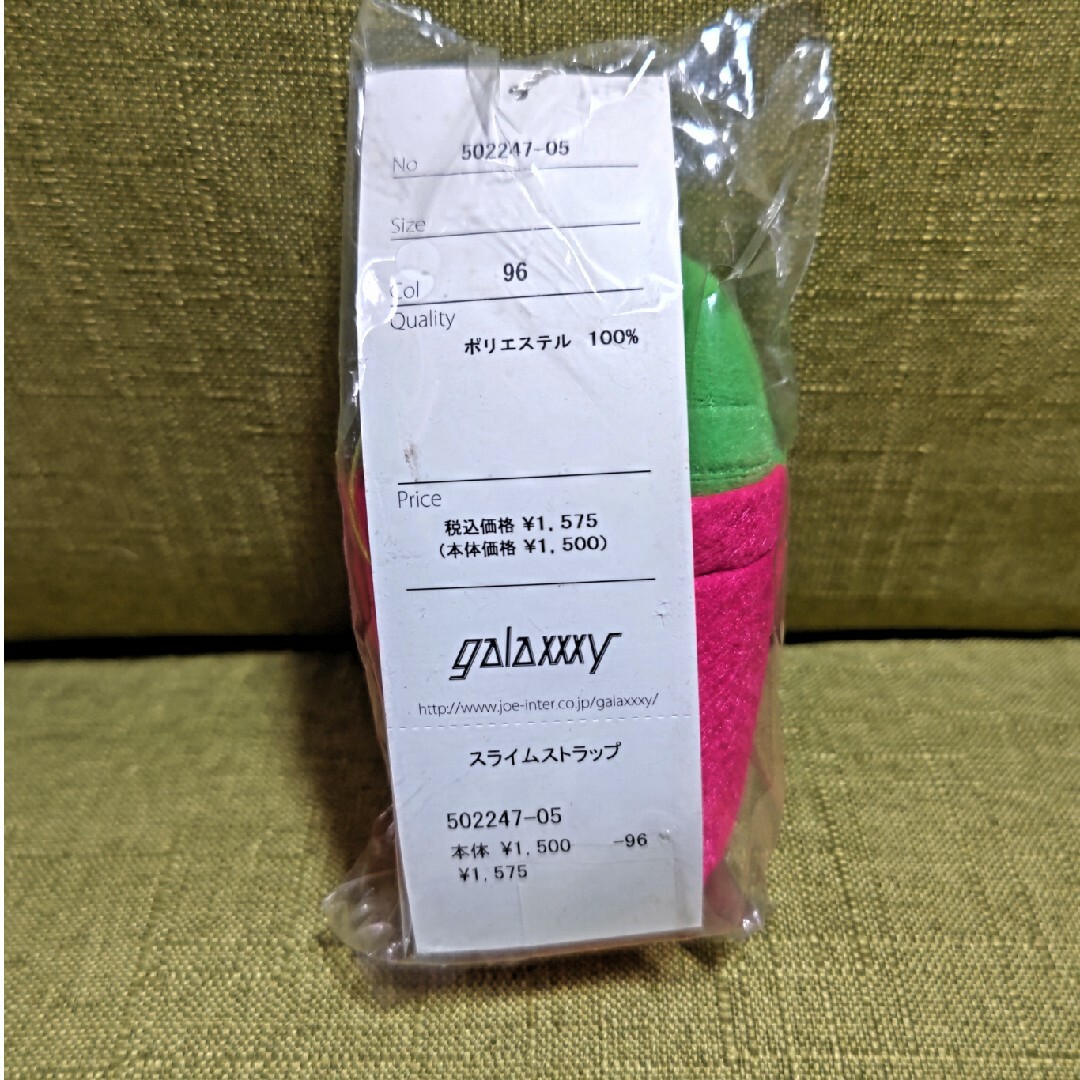 No 502247-05
Size
Col 96
Quality
ポリエステル 100%
Price
税込価格 ¥1,575
(本体価格 ¥1,500)
galaxxxy
http://www.joe-inter.co.jp/galaxxxy/
スライムストラップ
502247-05
本体 ¥1,500 -96
¥1,575